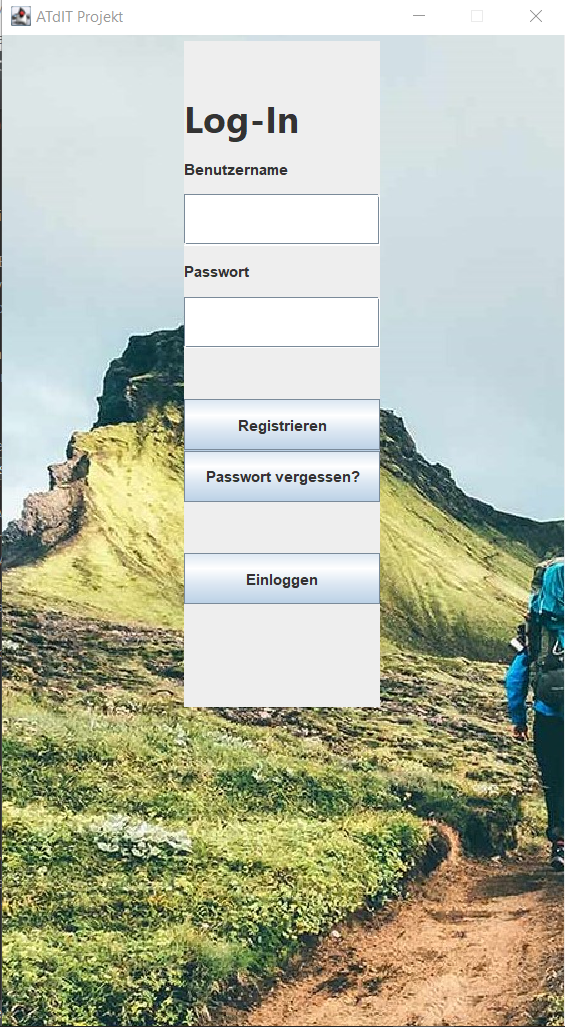 ATdIT Projekt
Log-In
Benutzername
Passwort
Registrieren
Passwort vergessen?
Einloggen